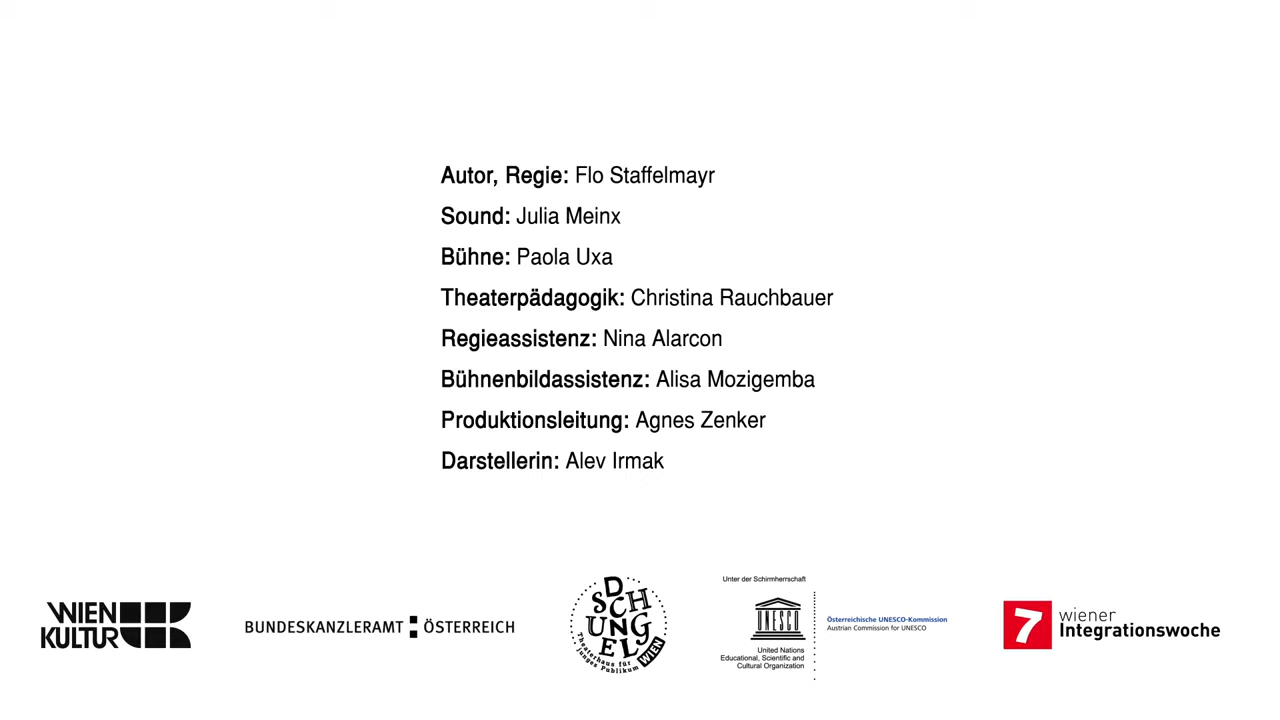 Autor, Regie: Flo Staffelmayr
Sound: Julia Meinx
Bühne: Paola Uxa
Theaterpädagogik: Christina Rauchbauer
Regieassistenz: Nina Alarcon
Bühnenbildassistenz: Alisa Mozigemba
Produktionsleitung: Agnes Zenker
Darstellerin: Alev Irmak
WIEN
KULTUR
BUNDESKANZLERAMT ÖSTERREICH
DSCHUNGEL
WIEN
Theaterhaus für
junges Publikum
Unter der Schirmherrschaft
UNESCO
United Nations
Educational, Scientific and
Cultural Organization
Österreichische UNESCO-Kommission
Austrian Commission for UNESCO
7
wiener
Integrationswoche